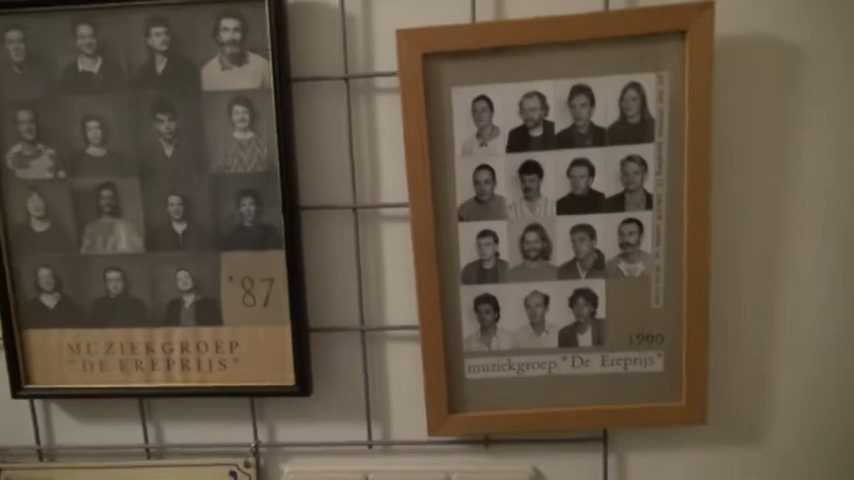 '87
MUZIEKGROEP
"DE EREPRIJS"
1990
muziekgroep "De Ereprijs"